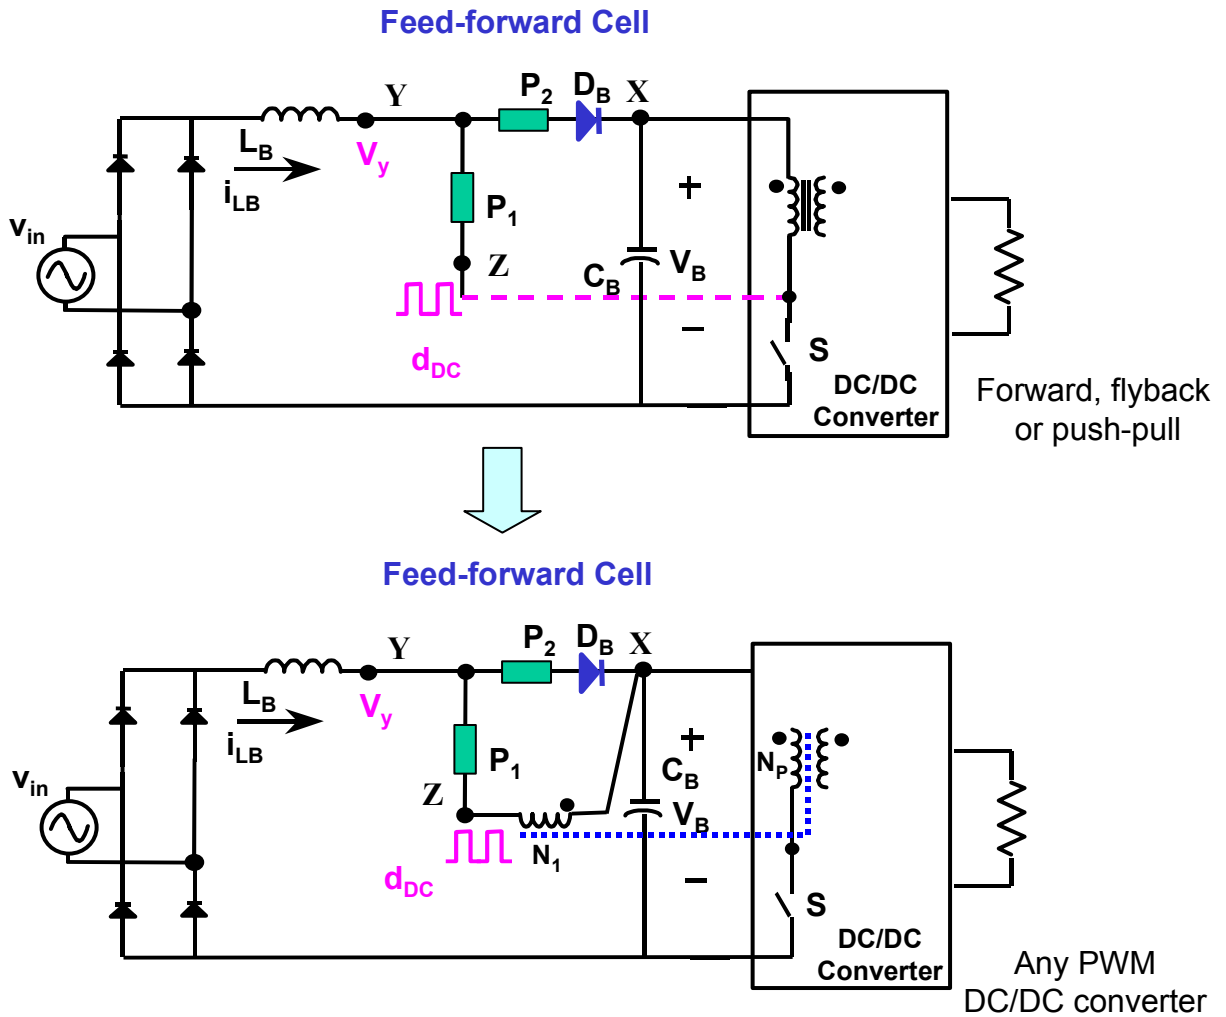 Feed-forward Cell
Y
P2
DB
X
LB
Vy
iLB
P1
+
vin
Z
CB
VB
dDC
−
S
DC/DC
Converter
Forward, flyback
or push-pull
Feed-forward Cell
Y
P2
DB
X
LB
Vy
iLB
P1
+
NP
vin
Z
CB
VB
N1
dDC
−
S
DC/DC
Converter
Any PWM
DC/DC converter